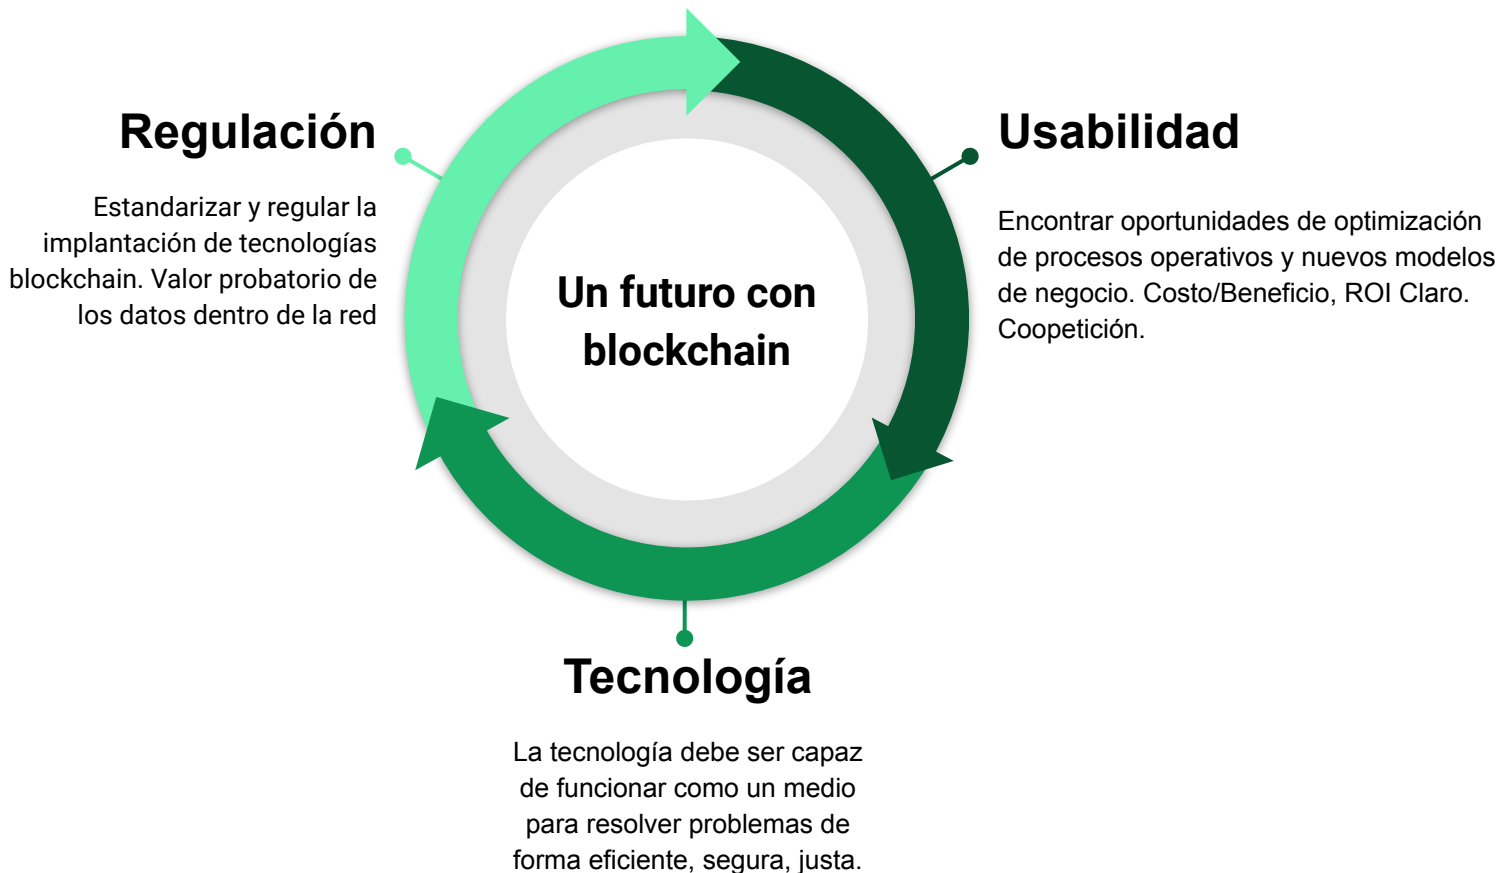 Regulación
Estandarizar y regular la
implantación de tecnologías
blockchain. Valor probatorio de
los datos dentro de la red
Un futuro con
blockchain
Usabilidad
Encontrar oportunidades de optimización
de procesos operativos y nuevos modelos
de negocio. Costo/Beneficio, ROI Claro.
Coopetición.
Tecnología
La tecnología debe ser capaz
de funcionar como un medio
para resolver problemas de
forma eficiente, segura, justa.